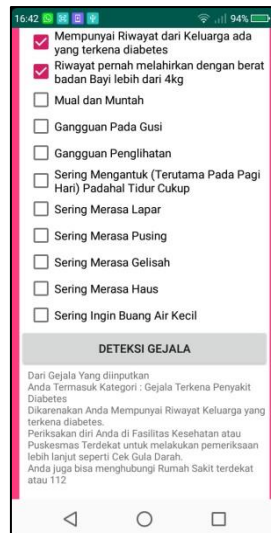 16:42
94%
Mempunyai Riwayat dari Keluarga ada
yang terkena diabetes
Riwayat pernah melahirkan dengan berat
badan Bayi lebih dari 4kg
Mual dan Muntah
Gangguan Pada Gusi
Gangguan Penglihatan
Sering Mengantuk (Terutama Pada Pagi
Hari) Padahal Tidur Cukup
Sering Merasa Lapar
Sering Merasa Pusing
Sering Merasa Gelisah
Sering Merasa Haus
Sering Ingin Buang Air Kecil
DETEKSI GEJALA
Dari Gejala Yang diinputkan
Anda Termasuk Kategori : Gejala Terkena Penyakit
Diabetes
Dikarenakan Anda Mempunyai Riwayat Keluarga yang
terkena diabetes.
Periksakan diri Anda di Fasilitas Kesehatan atau
Puskesmas Terdekat untuk melakukan pemeriksaan
lebih lanjut seperti Cek Gula Darah.
Anda juga bisa menghubungi Rumah Sakit terdekat
atau 112